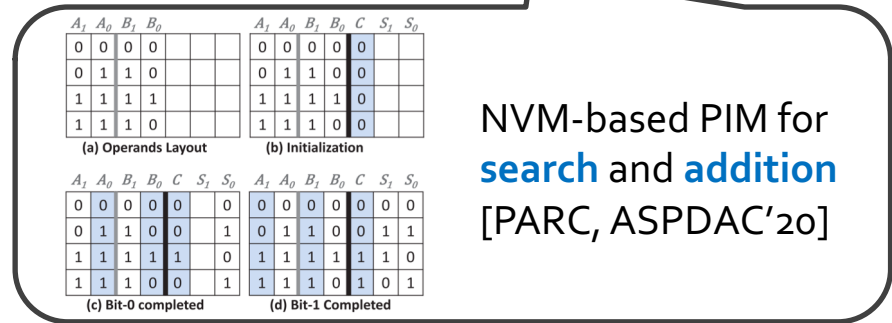 A1 A0 B1 B0
0 0 0 0
0 1 1 0
1 1 1 1
1 1 1 0
(a) Operands Layout
A1 A0 B1 B0 C S1 S0
0 0 0 0 0
0 1 1 0 0
1 1 1 1 0
1 1 1 0 0
(b) Initialization
A1 A0 B1 B0 C S1 S0
0 0 0 0 0 0
0 1 1 0 0 1
1 1 1 1 1 0
1 1 1 0 0 1
(c) Bit-0 completed
A1 A0 B1 B0 C S1 S0
0 0 0 0 0 0 0
0 1 1 0 0 1 1
1 1 1 1 1 1 0
1 1 1 0 1 0 1
(d) Bit-1 Completed
NVM-based PIM for
search and addition
[PARC, ASPDAC'20]